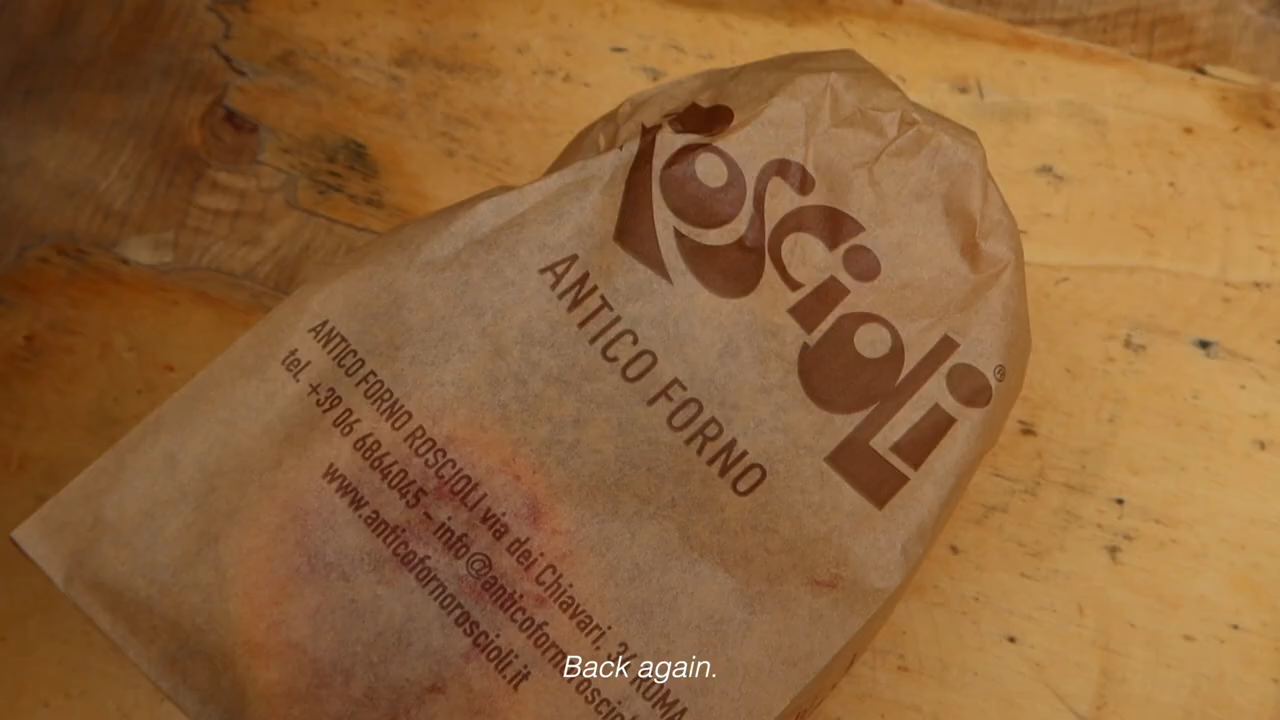 Roscioli®
ANTICO FORNO
ANTICO FORNO ROSCIOLI via dei Chiavari, 34 ROMA
tel. +39 06 6864045 - info@anticofornoroscioli
www.anticofornoroscioli.it
Back again.